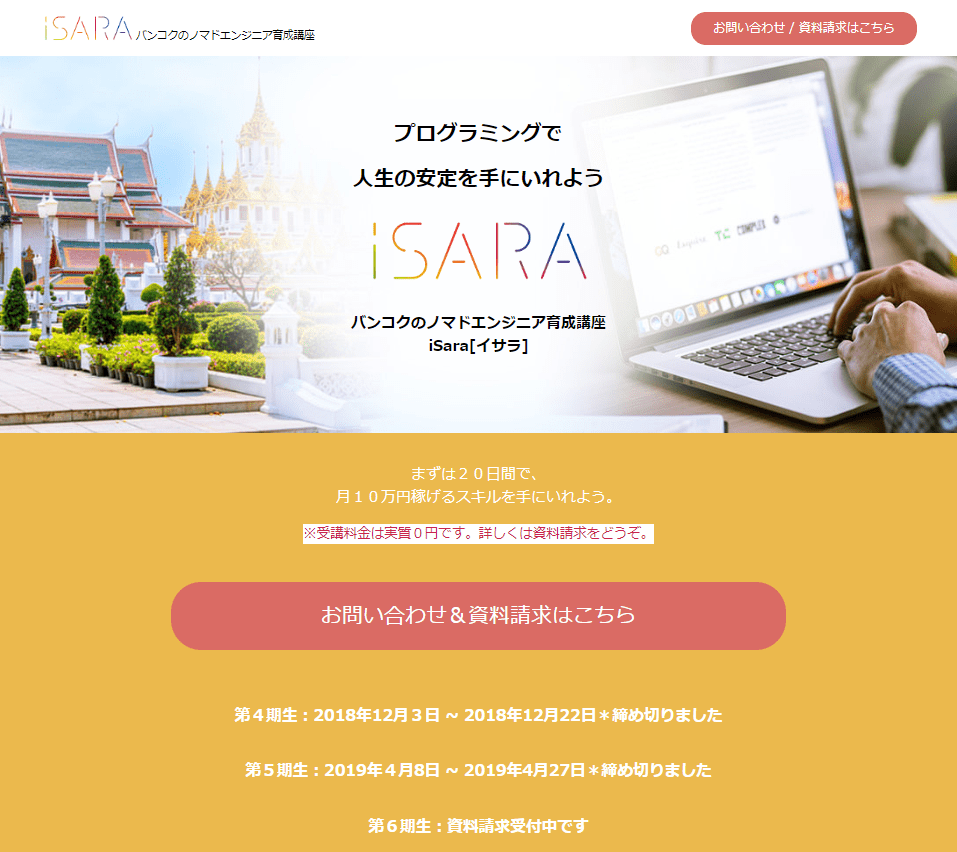 iSARA バンコクのノマドエンジニア育成講座
お問い合わせ / 資料請求はこちら
プログラミングで
人生の安定を手にいれよう
iSARA
バンコクのノマドエンジニア育成講座
iSara[イサラ]
まずは２０日間で、
月１０万円稼げるスキルを手にいれよう。
※受講料金は実質０円です。詳しくは資料請求をどうぞ。
お問い合わせ＆資料請求はこちら
第４期生：2018年12月３日 ~ 2018年12月22日＊締め切りました
第５期生：2019年４月8日 ~ 2019年4月27日＊締め切りました
第６期生：資料請求受付中です